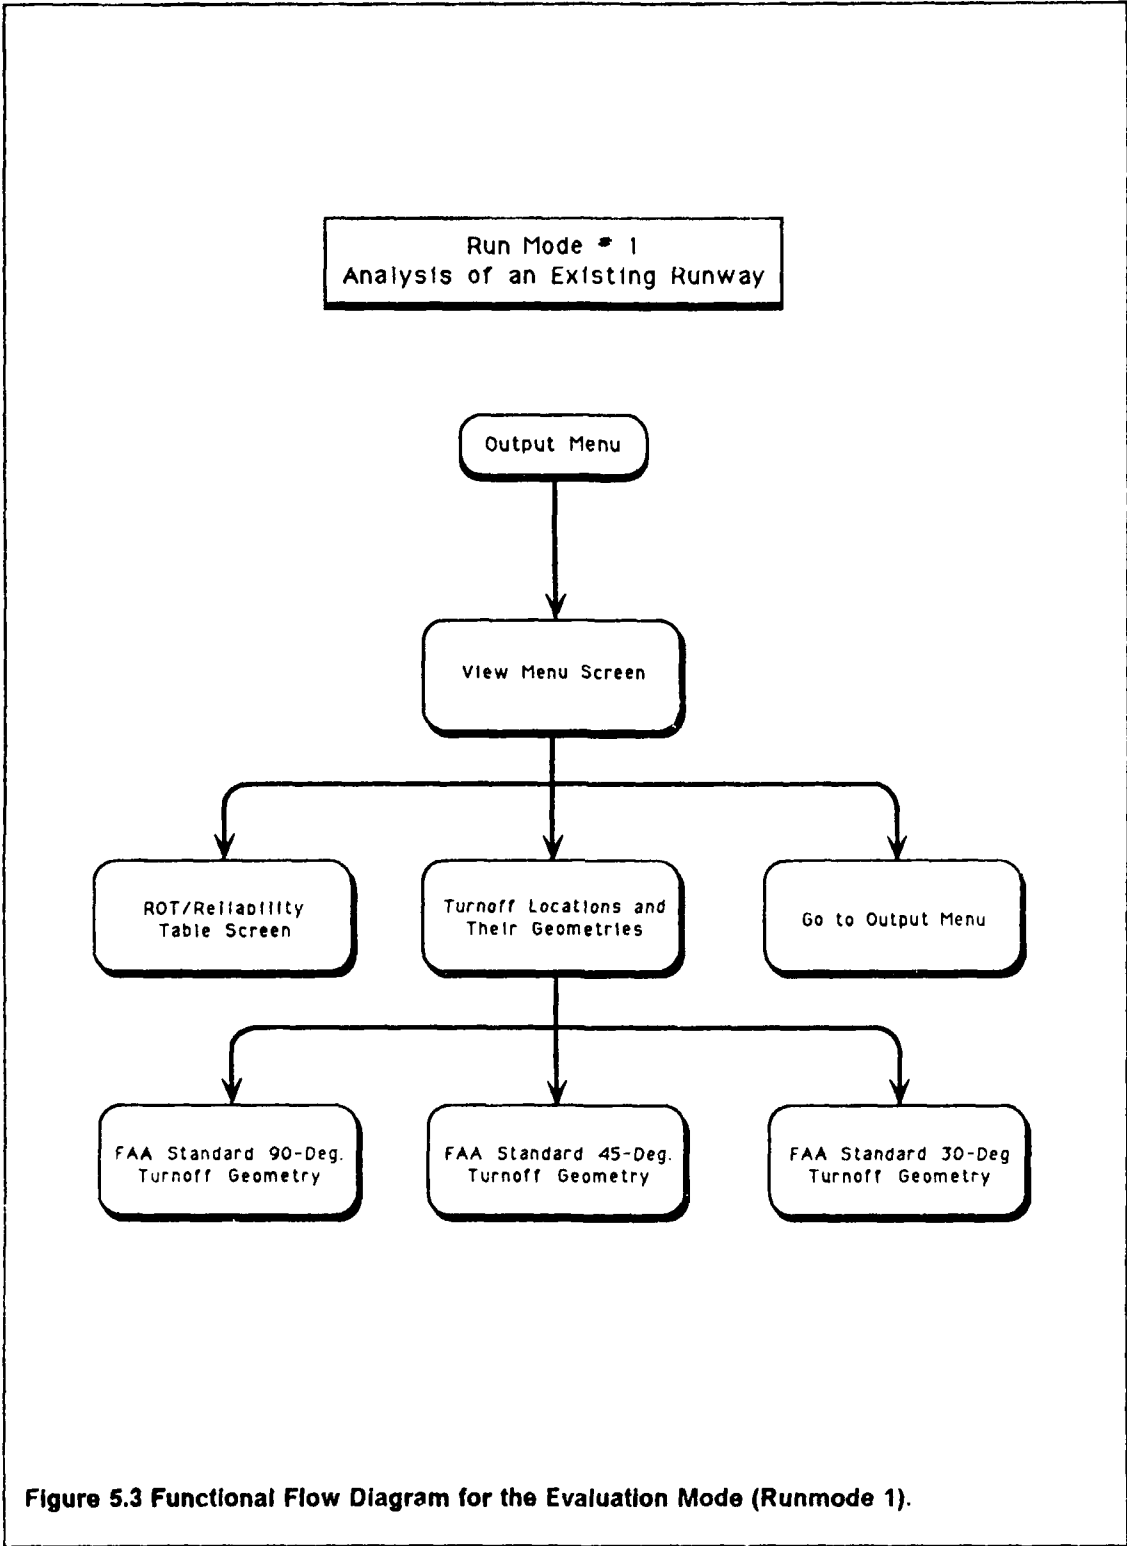 Run Mode # 1
Analysis of an Existing Runway
Output Menu
View Menu Screen
ROT/Reliability
Table Screen
Turnoff Locations and
Their Geometries
Go to Output Menu
FAA Standard 90-Deg.
Turnoff Geometry
FAA Standard 45-Deg.
Turnoff Geometry
FAA Standard 30-Deg
Turnoff Geometry
Figure 5.3 Functional Flow Diagram for the Evaluation Mode (Runmode 1).